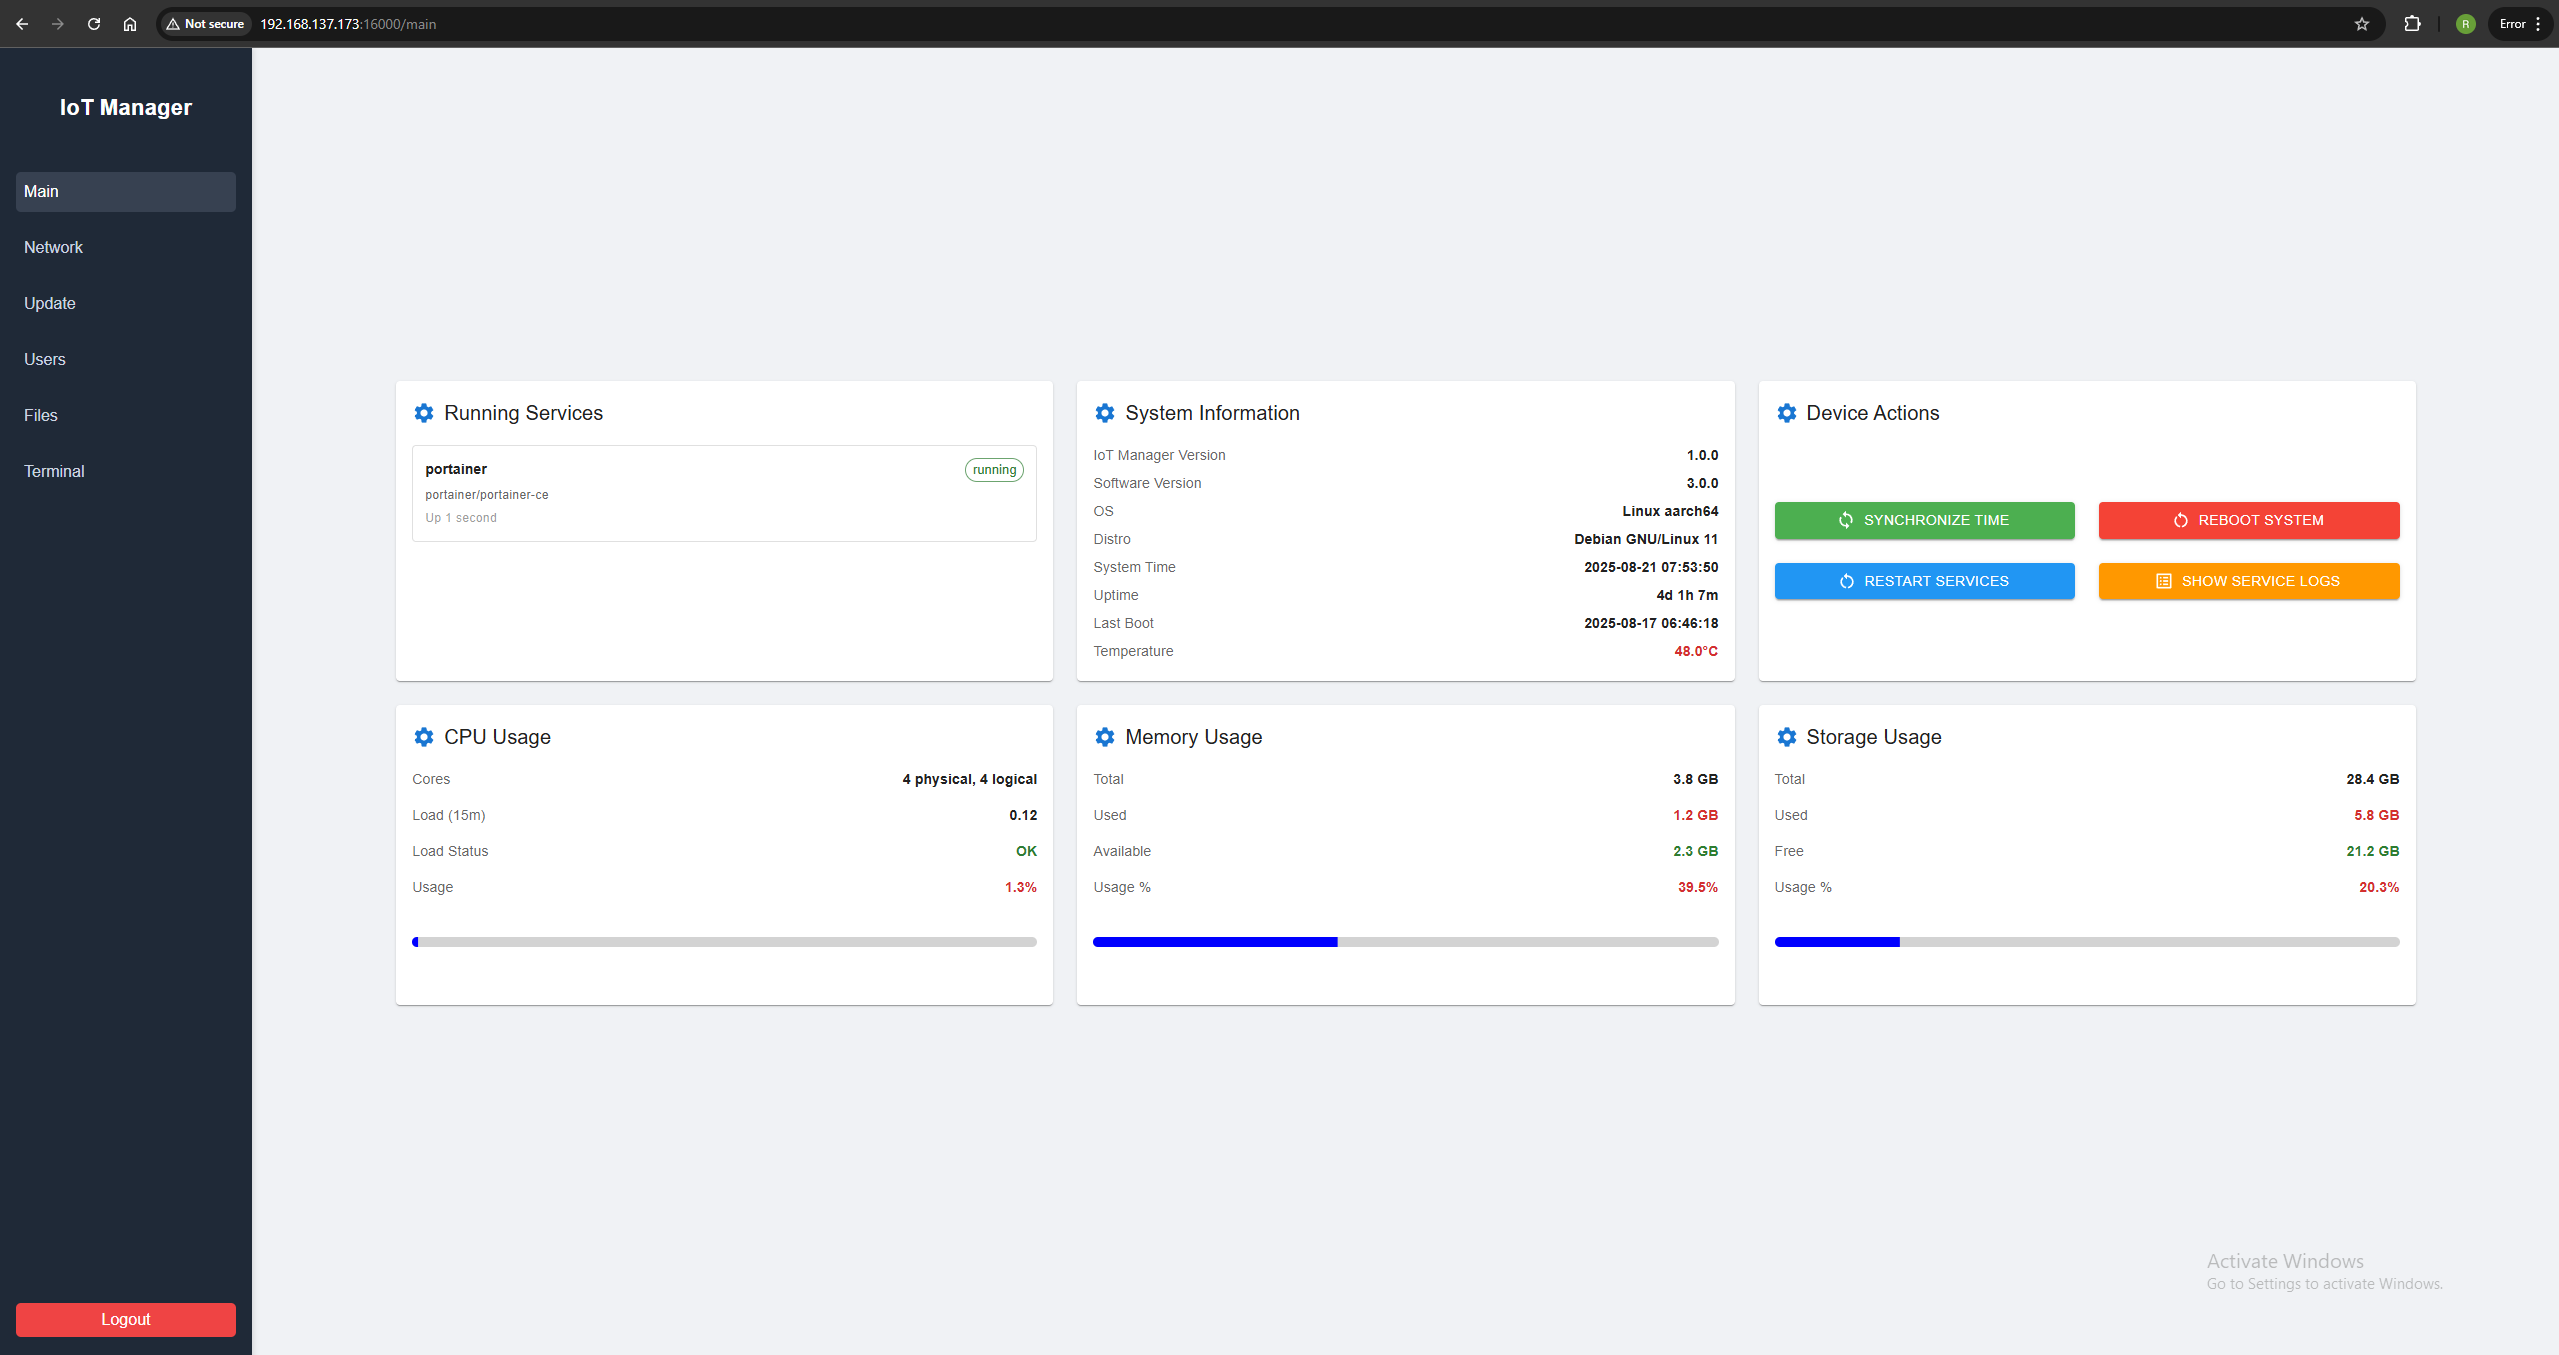 Not secure 192.168.137.173:16000/main R Error
IoT Manager
Main
Network
Update
Users
Files
Terminal
Logout
Running Services
portainer running
portainer/portainer-ce
Up 1 second
System Information
IoT Manager Version 1.0.0
Software Version 3.0.0
OS Linux aarch64
Distro Debian GNU/Linux 11
System Time 2025-08-21 07:53:50
Uptime 4d 1h 7m
Last Boot 2025-08-17 06:46:18
Temperature 48.0°C
Device Actions
SYNCHRONIZE TIME REBOOT SYSTEM
RESTART SERVICES SHOW SERVICE LOGS
CPU Usage
Cores 4 physical, 4 logical
Load (15m) 0.12
Load Status OK
Usage 1.3%
Memory Usage
Total 3.8 GB
Used 1.2 GB
Available 2.3 GB
Usage % 39.5%
Storage Usage
Total 28.4 GB
Used 5.8 GB
Free 21.2 GB
Usage % 20.3%
Activate Windows
Go to Settings to activate Windows.